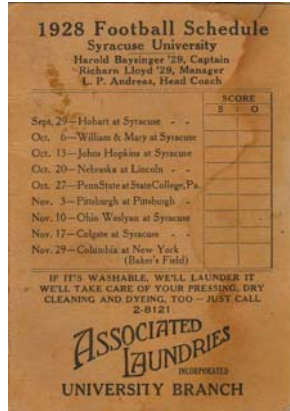 1928 Football Schedule
Syracuse University
Harold Baysinger '29, Captain
Richarn Lloyd '29, Manager
L. P. Andreas, Head Coach
SCORE
S O
Sept. 29—Hobart at Syracuse - -
Oct. 6—William & Mary at Syracuse
Oct. 13—Johns Hopkins at Syracuse
Oct. 20—Nebraska at Lincoln - -
Oct. 27—Penn State at State College, Pa.
Nov. 3—Pittsburgh at Pittsburgh -
Nov. 10—Ohio Weslyan at Syracuse
Nov. 17—Colgate at Syracuse - -
Nov. 29—Columbia at New York
(Baker's Field)
IF IT'S WASHABLE, WE'LL LAUNDER IT
WE'LL TAKE CARE OF YOUR PRESSING, DRY
CLEANING AND DYEING, TOO — JUST CALL
2-8121
ASSOCIATED
LAUNDRIES
INCORPORATED
UNIVERSITY BRANCH